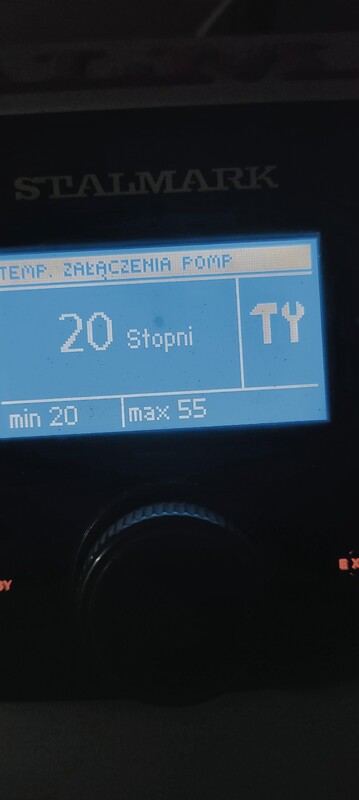 STALMARK
TEMP. ZAŁĄCZENIA POMP
20 Stopni
min 20 max 55